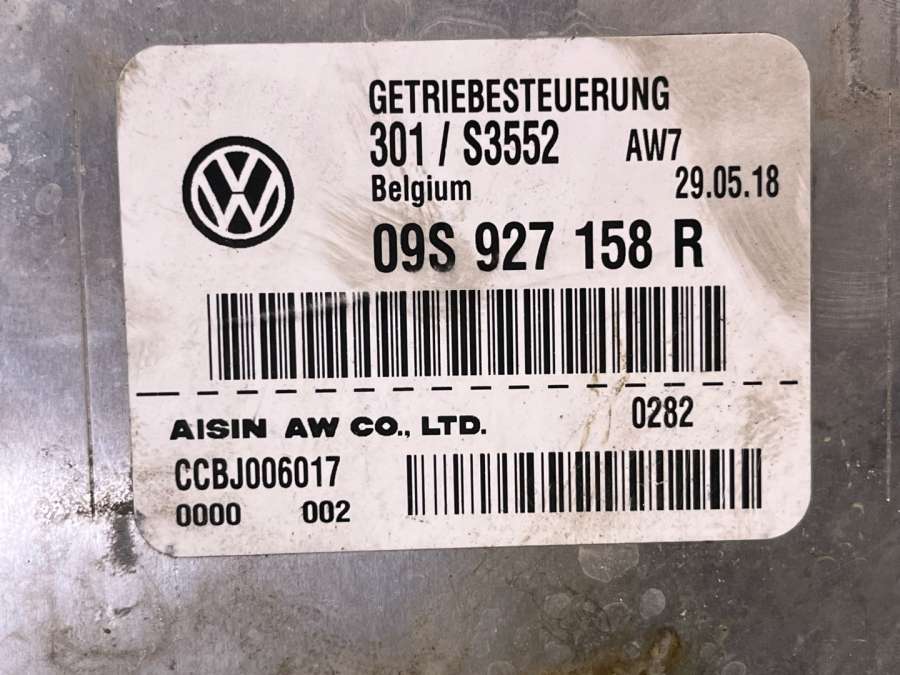 GETRIEBESTEUERUNG
301 / S3552 AW7
Belgium 29.05.18
09S 927 158 R
AISIN AW CO., LTD. 0282
CCBJ006017
0000 002